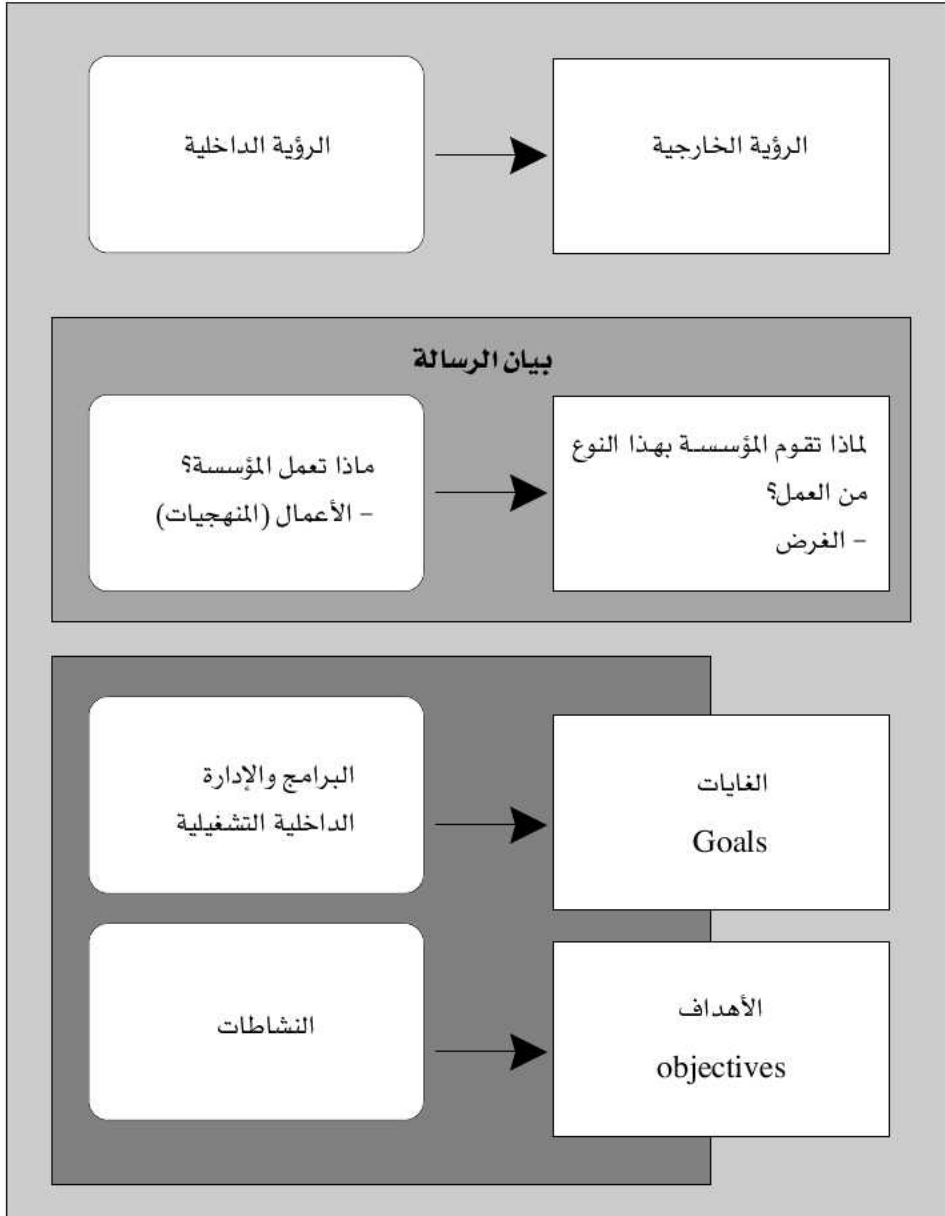 الرؤية الخارجية
الرؤية الداخلية
بيان الرسالة
لماذا تقوم المؤسسة بهذا النوع
من العمل؟
– الغرض
ماذا تعمل المؤسسة؟
– الأعمال (المنهجيات)
الغايات
Goals
البرامج والإدارة
الداخلية التشغيلية
الأهداف
objectives
النشاطات